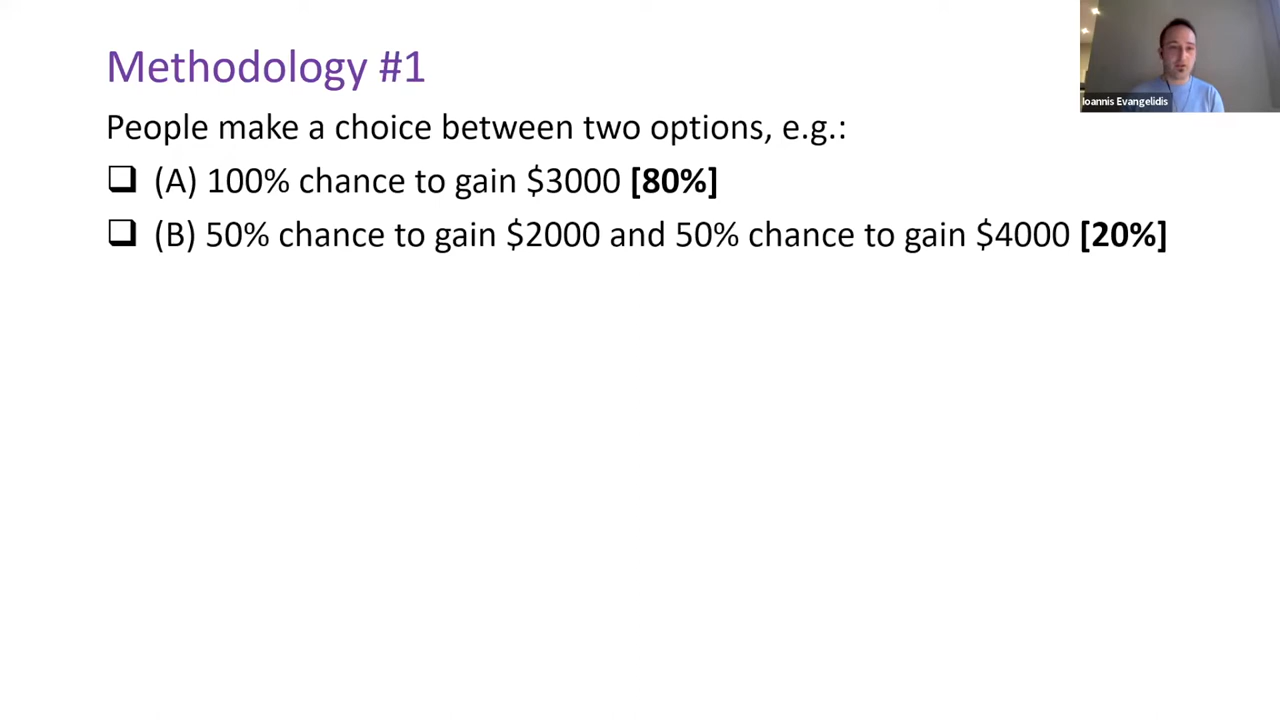 Methodology #1
Ioannis Evangelidis
People make a choice between two options, e.g.:
(A) 100% chance to gain $3000 [80%]
(B) 50% chance to gain $2000 and 50% chance to gain $4000 [20%]